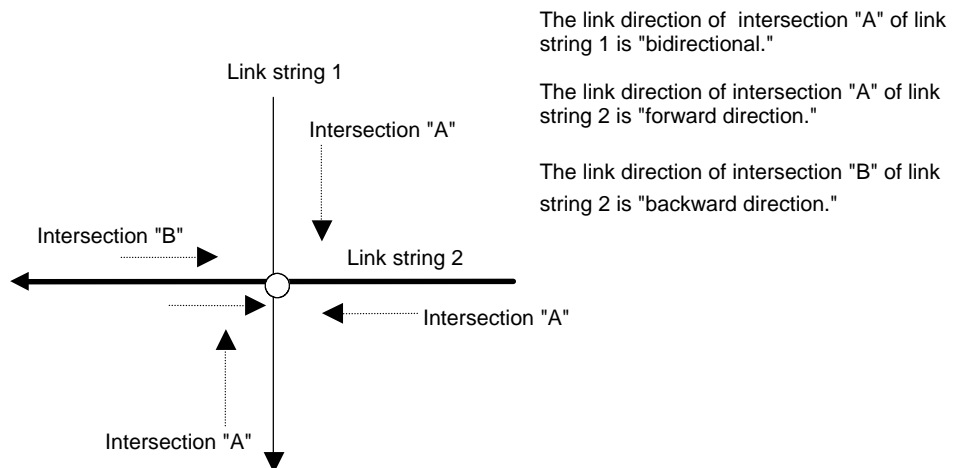 The link direction of intersection "A" of link
string 1 is "bidirectional."
Link string 1
The link direction of intersection "A" of link
string 2 is "forward direction."
Intersection "A"
The link direction of intersection "B" of link
string 2 is "backward direction."
Intersection "B"
Link string 2
Intersection "A"
Intersection "A"